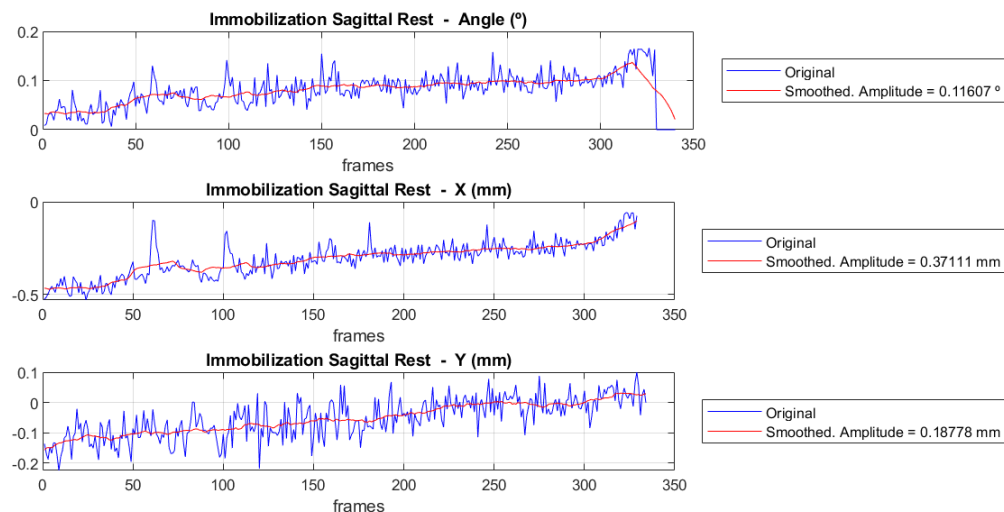 Immobilization Sagittal Rest - Angle (º)
0.2
0.1
0
0 50 100 150 200 250 300 350
frames
Original
Smoothed. Amplitude = 0.11607 º
Immobilization Sagittal Rest - X (mm)
0
-0.5
0 50 100 150 200 250 300 350
frames
Original
Smoothed. Amplitude = 0.37111 mm
Immobilization Sagittal Rest - Y (mm)
0.1
0
-0.1
-0.2
0 50 100 150 200 250 300 350
frames
Original
Smoothed. Amplitude = 0.18778 mm